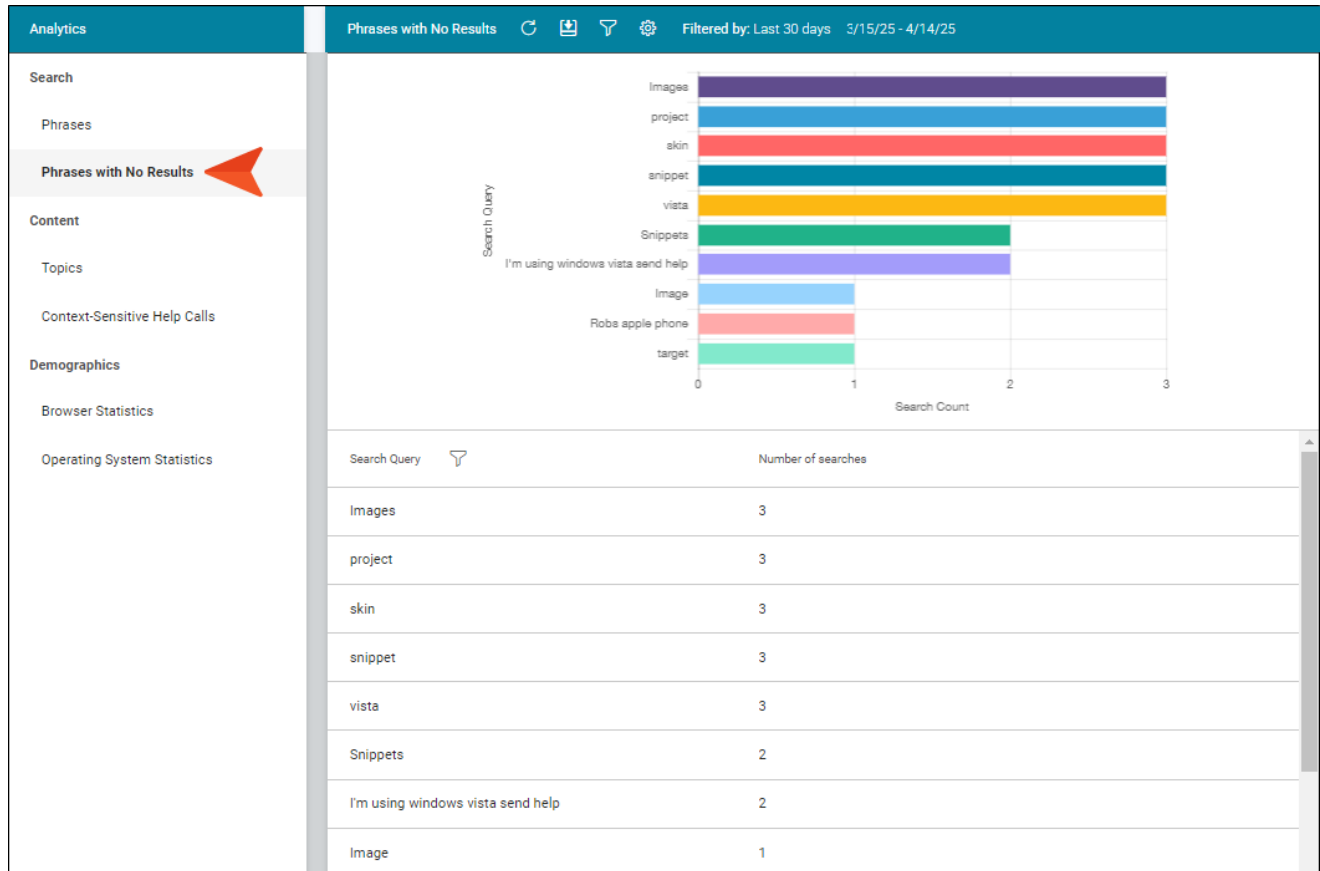 Analytics
Phrases with No Results Filtered by: Last 30 days 3/15/25 - 4/14/25
Search
Phrases
Phrases with No Results
Content
Topics
Context-Sensitive Help Calls
Demographics
Browser Statistics
Operating System Statistics
Search Query
Images
project
skin
snippet
vista
Snippets
I'm using windows vista send help
Image
Robs apple phone
target
0 1 2 3
Search Count
Search Query Number of searches
Images 3
project 3
skin 3
snippet 3
vista 3
Snippets 2
I'm using windows vista send help 2
Image 1